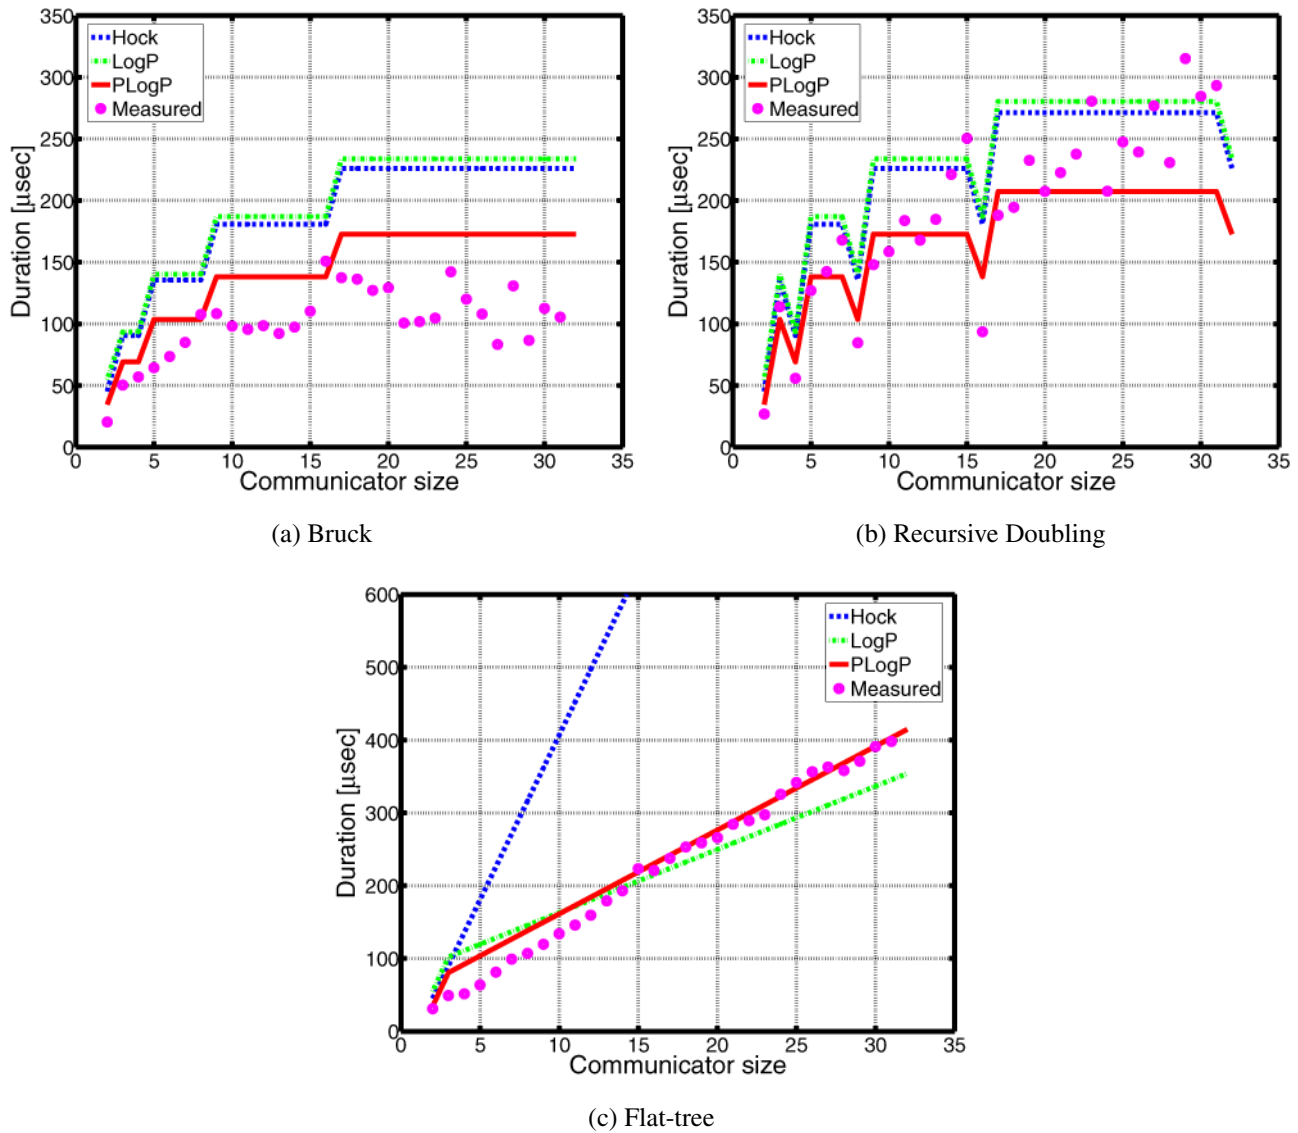 350
300
250
200
150
100
50
0
Duration [µsec]
Hock
LogP
PLogP
Measured
0 5 10 15 20 25 30 35
Communicator size
(a) Bruck
350
300
250
200
150
100
50
0
Duration [µsec]
Hock
LogP
PLogP
Measured
0 5 10 15 20 25 30 35
Communicator size
(b) Recursive Doubling
600
500
400
300
200
100
0
Duration [µsec]
Hock
LogP
PLogP
Measured
0 5 10 15 20 25 30 35
Communicator size
(c) Flat-tree